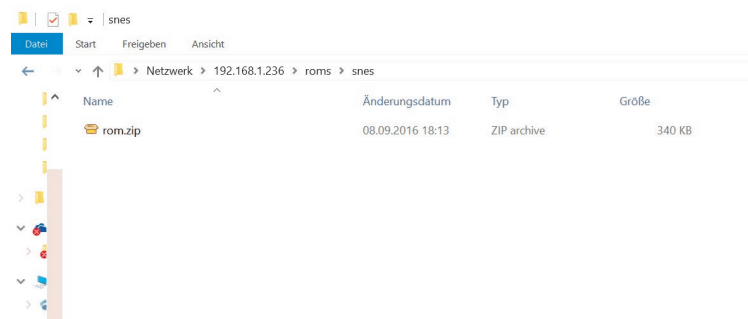 snes
Datei Start Freigeben Ansicht
Netzwerk > 192.168.1.236 > roms > snes
Name Änderungsdatum Typ Größe
rom.zip 08.09.2016 18:13 ZIP archive 340 KB